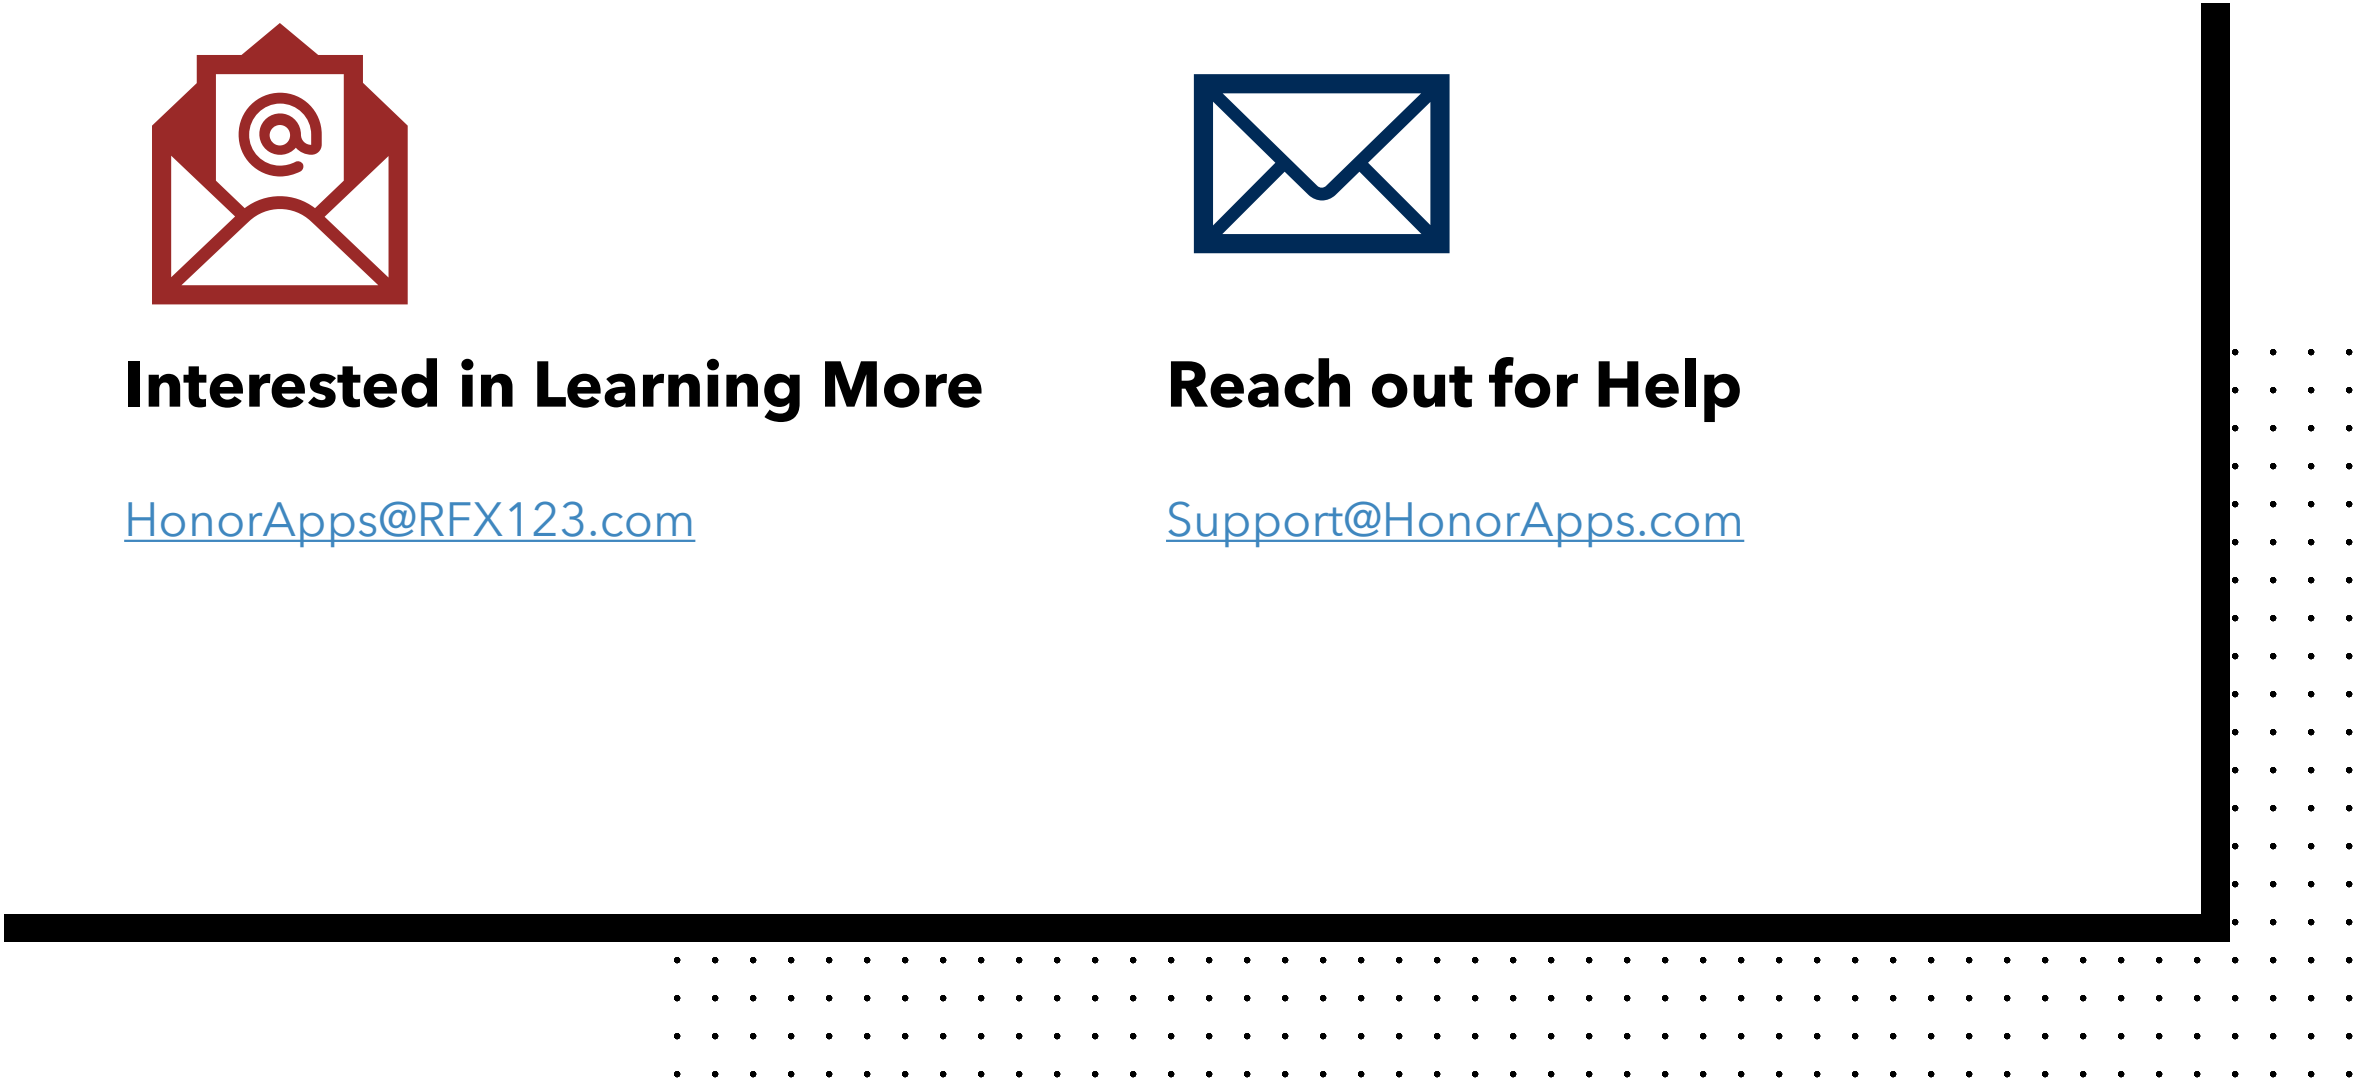 Interested in Learning More
HonorApps@RFX123.com
Reach out for Help
Support@HonorApps.com